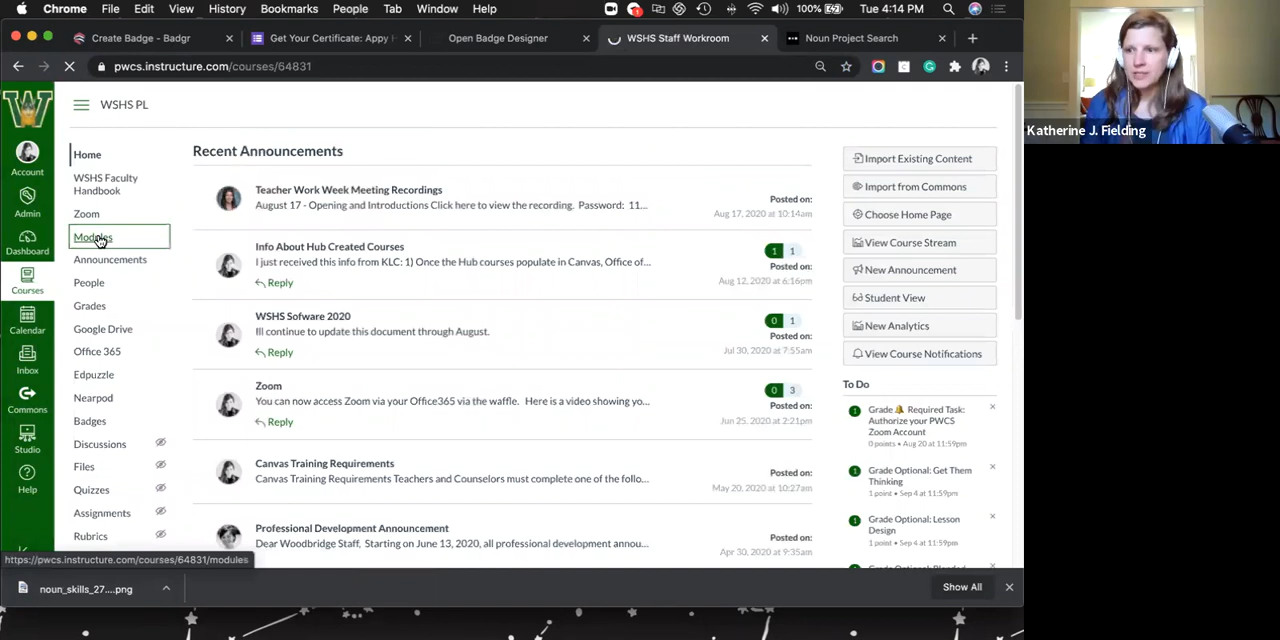 Chrome File Edit View History Bookmarks People Tab Window Help 100% Tue 4:14 PM
Create Badge - Badgr Get Your Certificate: Appy H Open Badge Designer WSHS Staff Workroom Noun Project Search
pwcs.instructure.com/courses/64831
Katherine J. Fielding
W
WSHS PL
Account
Admin
Dashboard
Courses
Calendar
Inbox
Commons
Studio
Help
Home
WSHS Faculty
Handbook
Zoom
Modules
Announcements
People
Grades
Google Drive
Office 365
Edpuzzle
Nearpod
Badges
Discussions
Files
Quizzes
Assignments
Rubrics
Recent Announcements
Teacher Work Week Meeting Recordings
August 17 - Opening and Introductions Click here to view the recording. Password: 11...
Posted on:
Aug 17, 2020 at 10:14am
Info About Hub Created Courses
I just received this info from KLC: 1) Once the Hub courses populate in Canvas, Office of...
Reply
1 1
Posted on:
Aug 12, 2020 at 6:16pm
WSHS Sofware 2020
Ill continue to update this document through August.
Reply
0 1
Posted on:
Jul 30, 2020 at 7:55am
Zoom
You can now access Zoom via your Office365 via the waffle. Here is a video showing yo...
Reply
0 3
Posted on:
Jun 25, 2020 at 2:21pm
Canvas Training Requirements
Canvas Training Requirements Teachers and Counselors must complete one of the follo...
Posted on:
May 20, 2020 at 10:27am
Professional Development Announcement
Dear Woodbridge Staff, Starting on June 13, 2020, all professional development annou...
Posted on:
Apr 30, 2020 at 9:35am
Import Existing Content
Import from Commons
Choose Home Page
View Course Stream
New Announcement
Student View
New Analytics
View Course Notifications
To Do
1 Grade Required Task:
Authorize your PWCS
Zoom Account
0 points • Aug 20 at 11:59pm
1 Grade Optional: Get Them
Thinking
1 point • Sep 4 at 11:59pm
1 Grade Optional: Lesson
Design
1 point • Sep 4 at 11:59pm
https://pwcs.instructure.com/courses/64831/modules
noun_skills_27....png
Show All